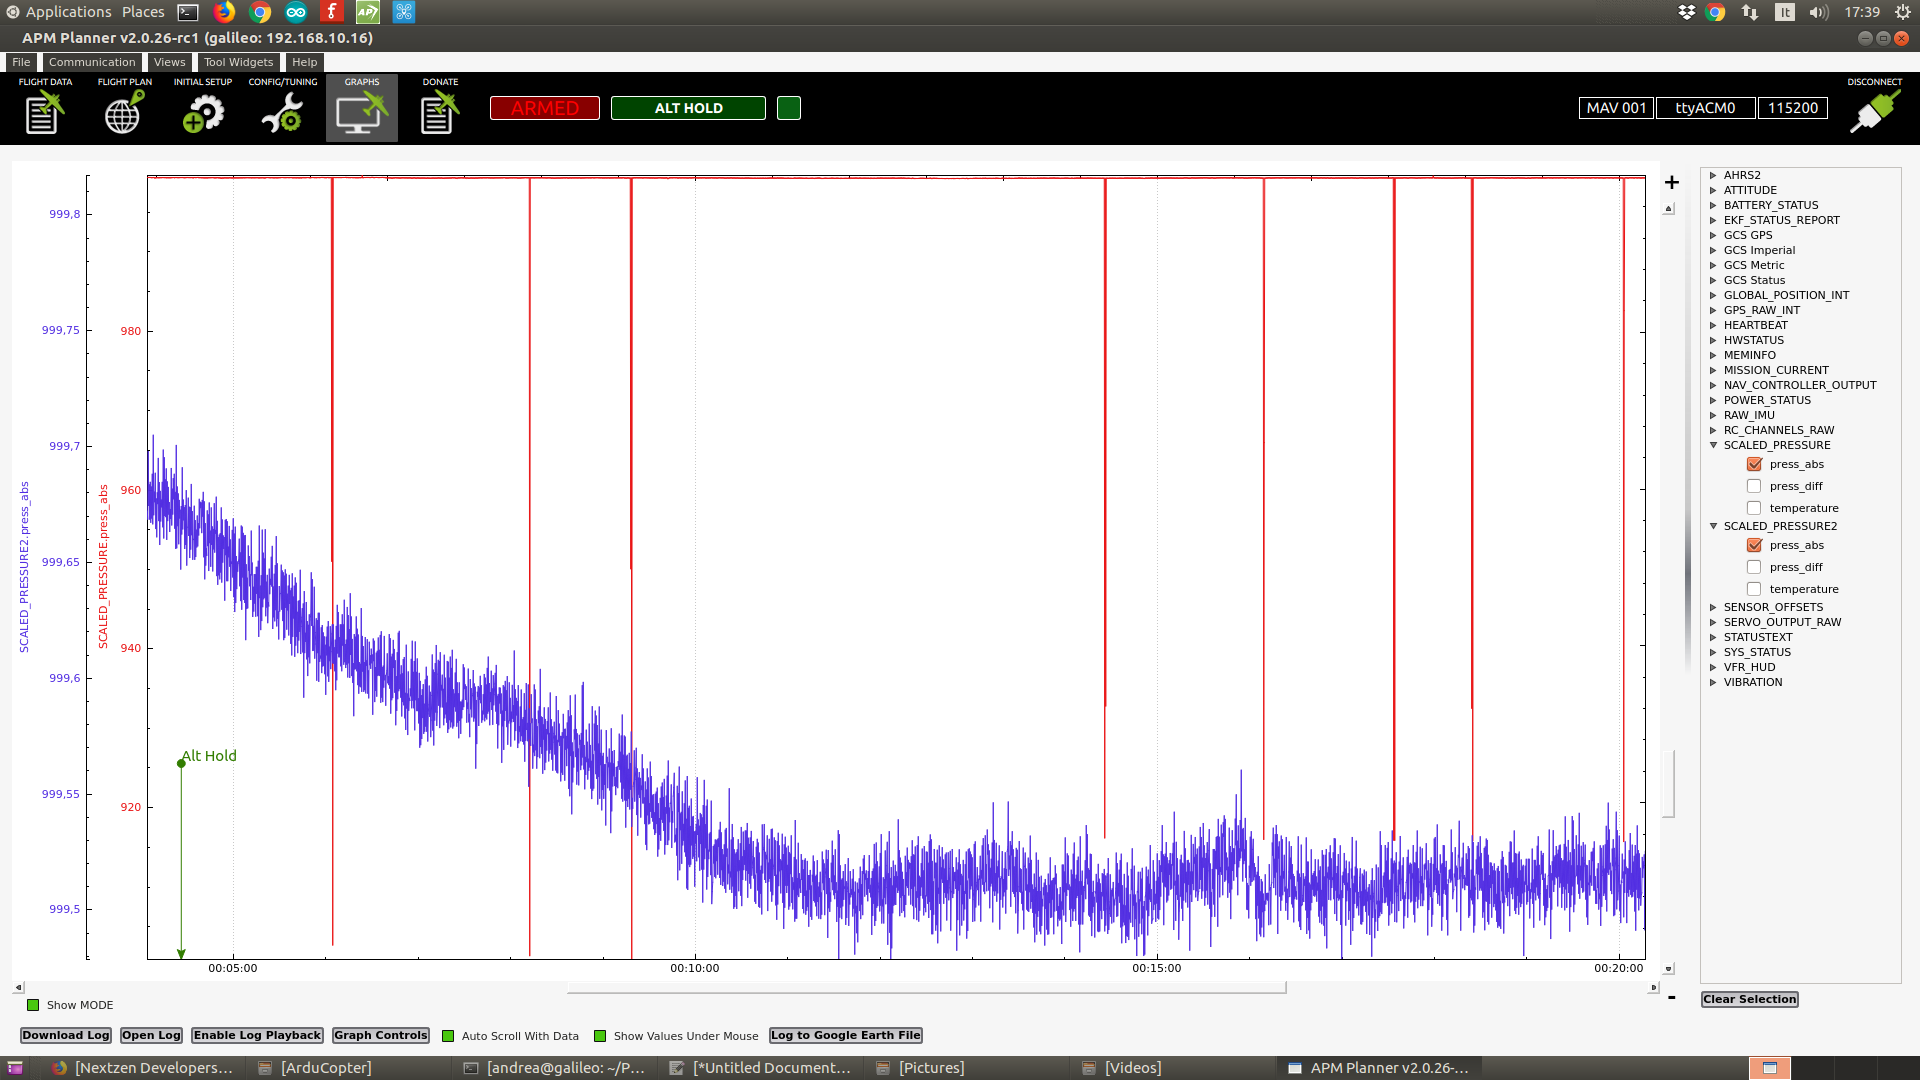 Applications Places It 17:39
APM Planner v2.0.26-rc1 (galileo: 192.168.10.16)
File Communication Views Tool Widgets Help
FLIGHT DATA FLIGHT PLAN INITIAL SETUP CONFIG/TUNING GRAPHS DONATE DISCONNECT
ARMED ALT HOLD MAV 001 ttyACM0 115200
999,8
999,75
999,7
999,65
999,6
999,55
999,5
SCALED_PRESSURE2.press_abs
980
960
940
920
SCALED_PRESSURE.press_abs
Alt Hold
00:05:00 00:10:00 00:15:00 00:20:00
+
-
AHRS2
ATTITUDE
BATTERY_STATUS
EKF_STATUS_REPORT
GCS GPS
GCS Imperial
GCS Metric
GCS Status
GLOBAL_POSITION_INT
GPS_RAW_INT
HEARTBEAT
HWSTATUS
MEMINFO
MISSION_CURRENT
NAV_CONTROLLER_OUTPUT
POWER_STATUS
RAW_IMU
RC_CHANNELS_RAW
SCALED_PRESSURE
press_abs
press_diff
temperature
SCALED_PRESSURE2
press_abs
press_diff
temperature
SENSOR_OFFSETS
SERVO_OUTPUT_RAW
STATUSTEXT
SYS_STATUS
VFR_HUD
VIBRATION
Clear Selection
Show MODE
Download Log Open Log Enable Log Playback Graph Controls Auto Scroll With Data Show Values Under Mouse Log to Google Earth File
[Nextzen Developers... [ArduCopter] [andrea@galileo: ~/P... [*Untitled Document... [Pictures] [Videos] APM Planner v2.0.26-...